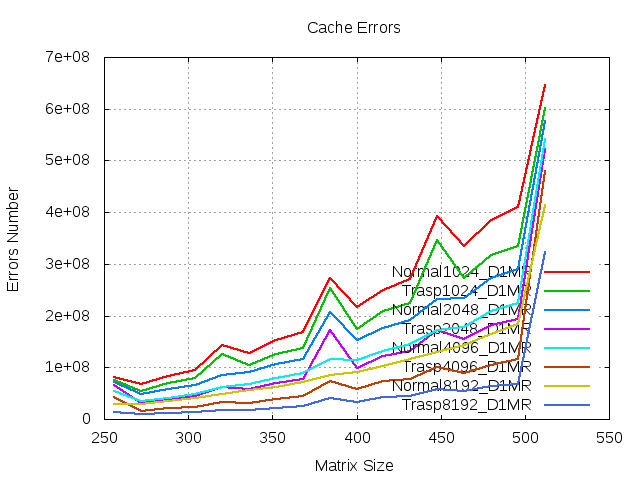 Cache Errors
7e+08
6e+08
5e+08
4e+08
3e+08
2e+08
1e+08
0
Errors Number
Normal1024_D1MR
Trasp1024_D1MR
Normal2048_D1MR
Trasp2048_D1MR
Normal4096_D1MR
Trasp4096_D1MR
Normal8192_D1MR
Trasp8192_D1MR
250 300 350 400 450 500 550
Matrix Size